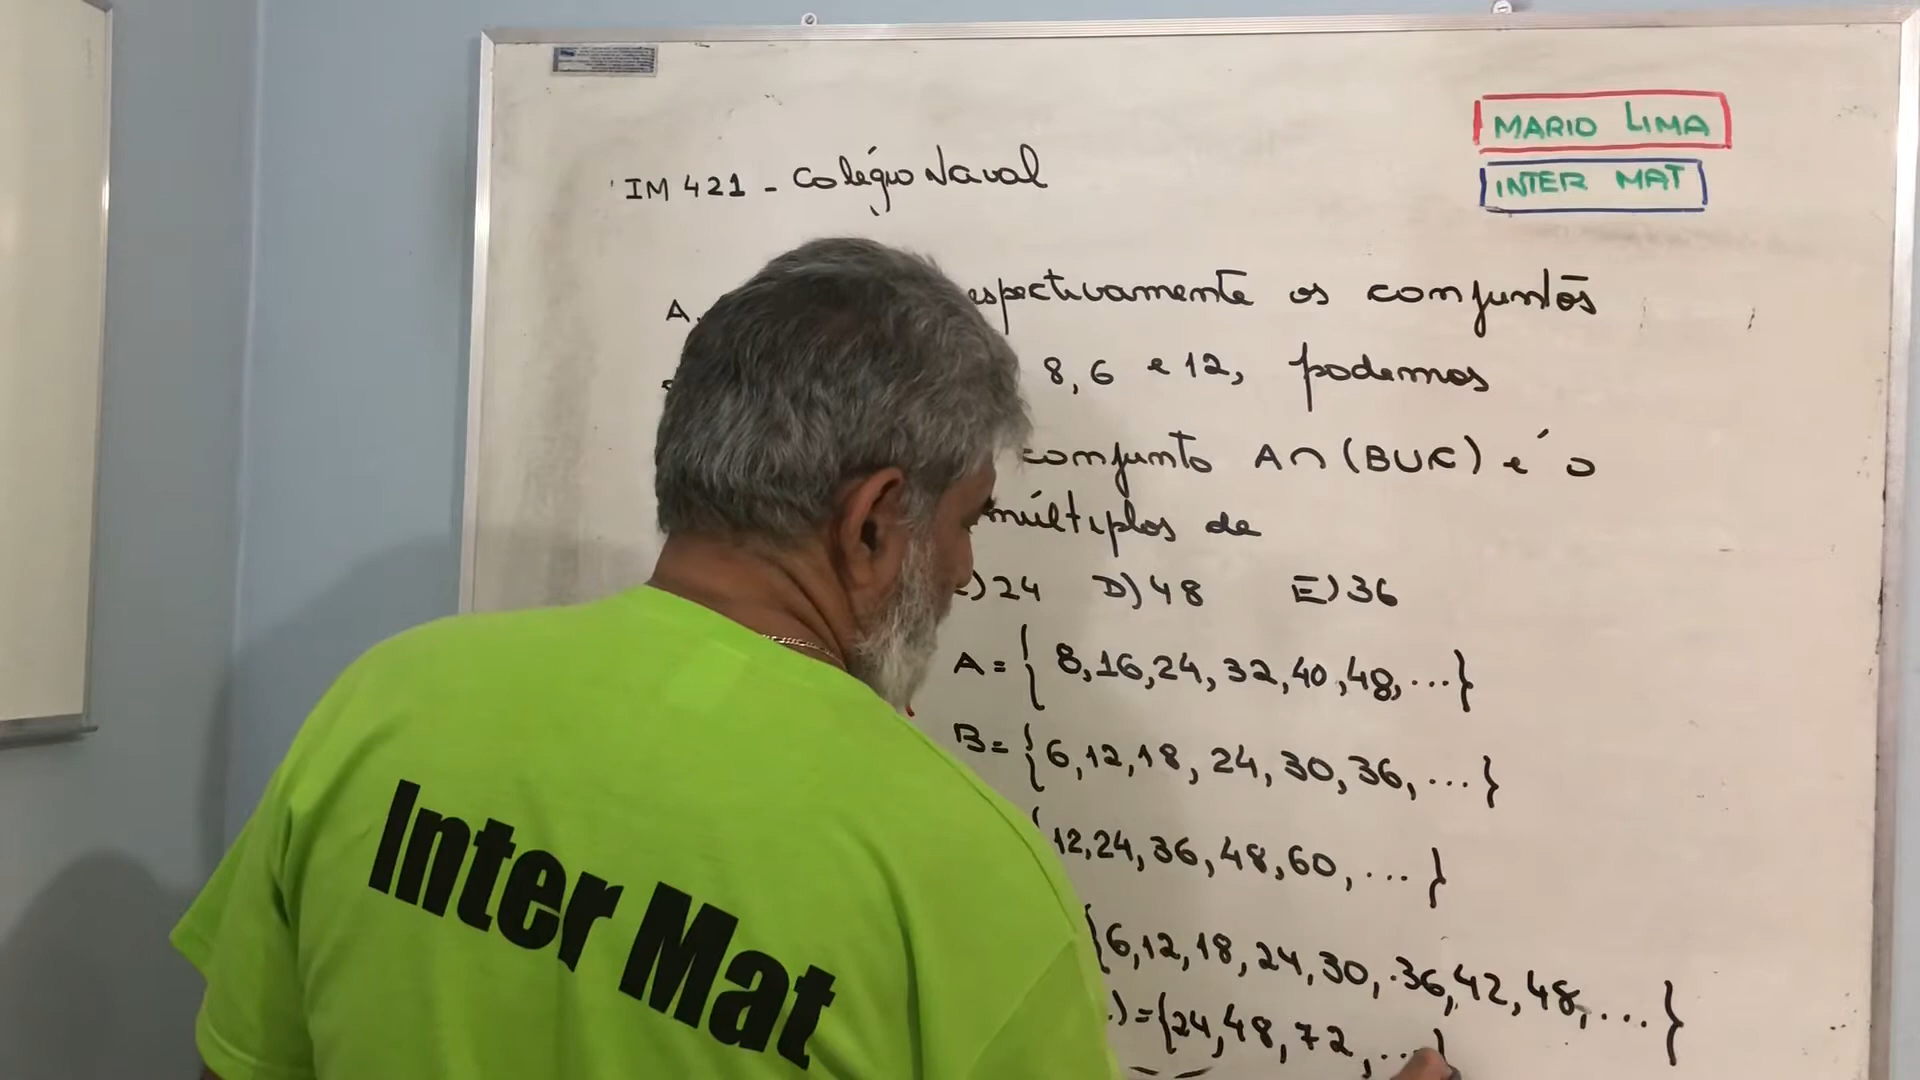 MARIO LIMA
INTER MAT
IM 421 - Colégio Naval
A, espectivamente os conjuntos
8, 6 e 12, podemos
conjunto A∩(BUC) é o
múltiplos de
)24 D)48 E)36
A={8,16,24,32,40,48,...}
B={6,12,18,24,30,36,...}
12,24,36,48,60,...}
{6,12,18,24,30,36,42,48,...}
)={24,48,72,...}
Inter Mat